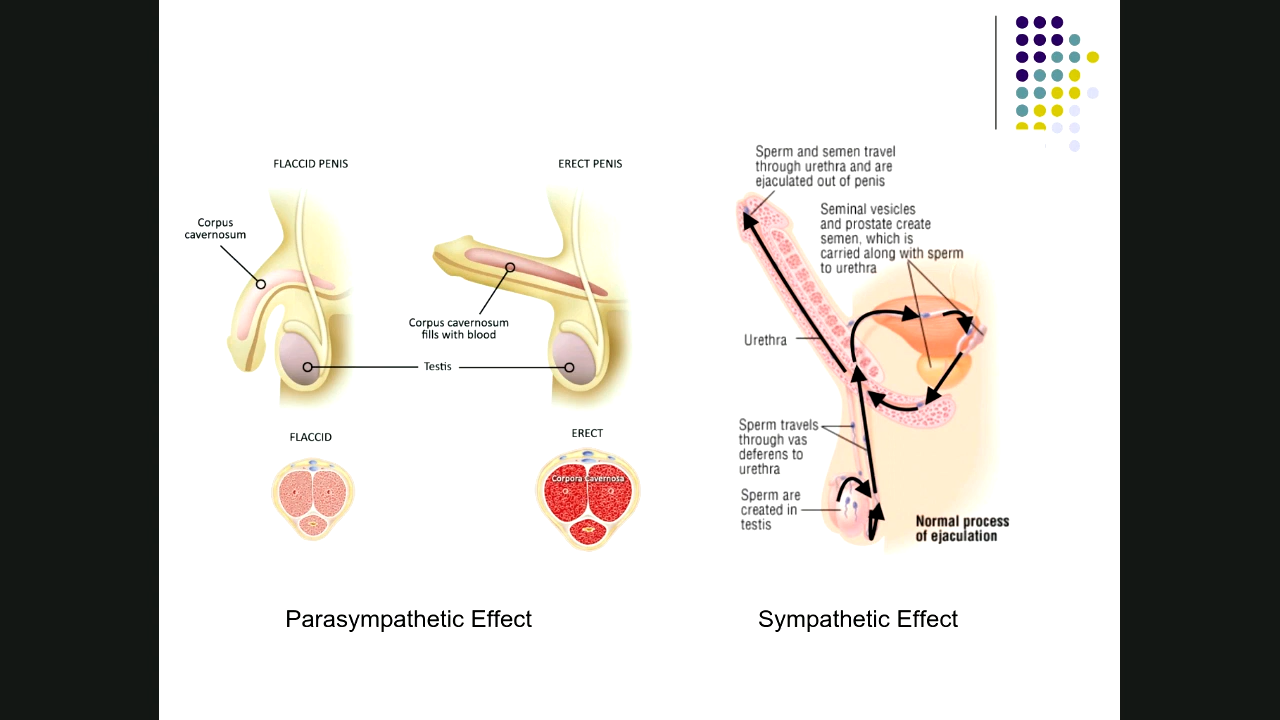 FLACCID PENIS
ERECT PENIS
Corpus
cavernosum
Corpus cavernosum
fills with blood
Testis
FLACCID
ERECT
Corpora Cavernosa
Parasympathetic Effect
Sperm and semen travel
through urethra and are
ejaculated out of penis
Seminal vesicles
and prostate create
semen, which is
carried along with sperm
to urethra
Urethra
Sperm travels
through vas
deferens to
urethra
Sperm are
created in
testis
Normal process
of ejaculation
Sympathetic Effect